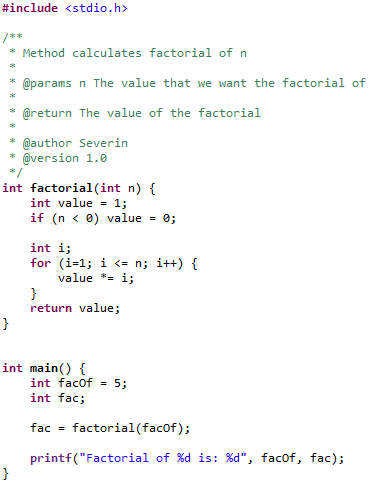 #include <stdio.h>
/**
 * Method calculates factorial of n
 *
 * @params n The value that we want the factorial of
 *
 * @return The value of the factorial
 *
 * @author Severin
 * @version 1.0
 */
int factorial(int n) {
    int value = 1;
    if (n < 0) value = 0;

    int i;
    for (i=1; i <= n; i++) {
        value *= i;
    }
    return value;
}


int main() {
    int facOf = 5;
    int fac;

    fac = factorial(facOf);

    printf("Factorial of %d is: %d", facOf, fac);
}